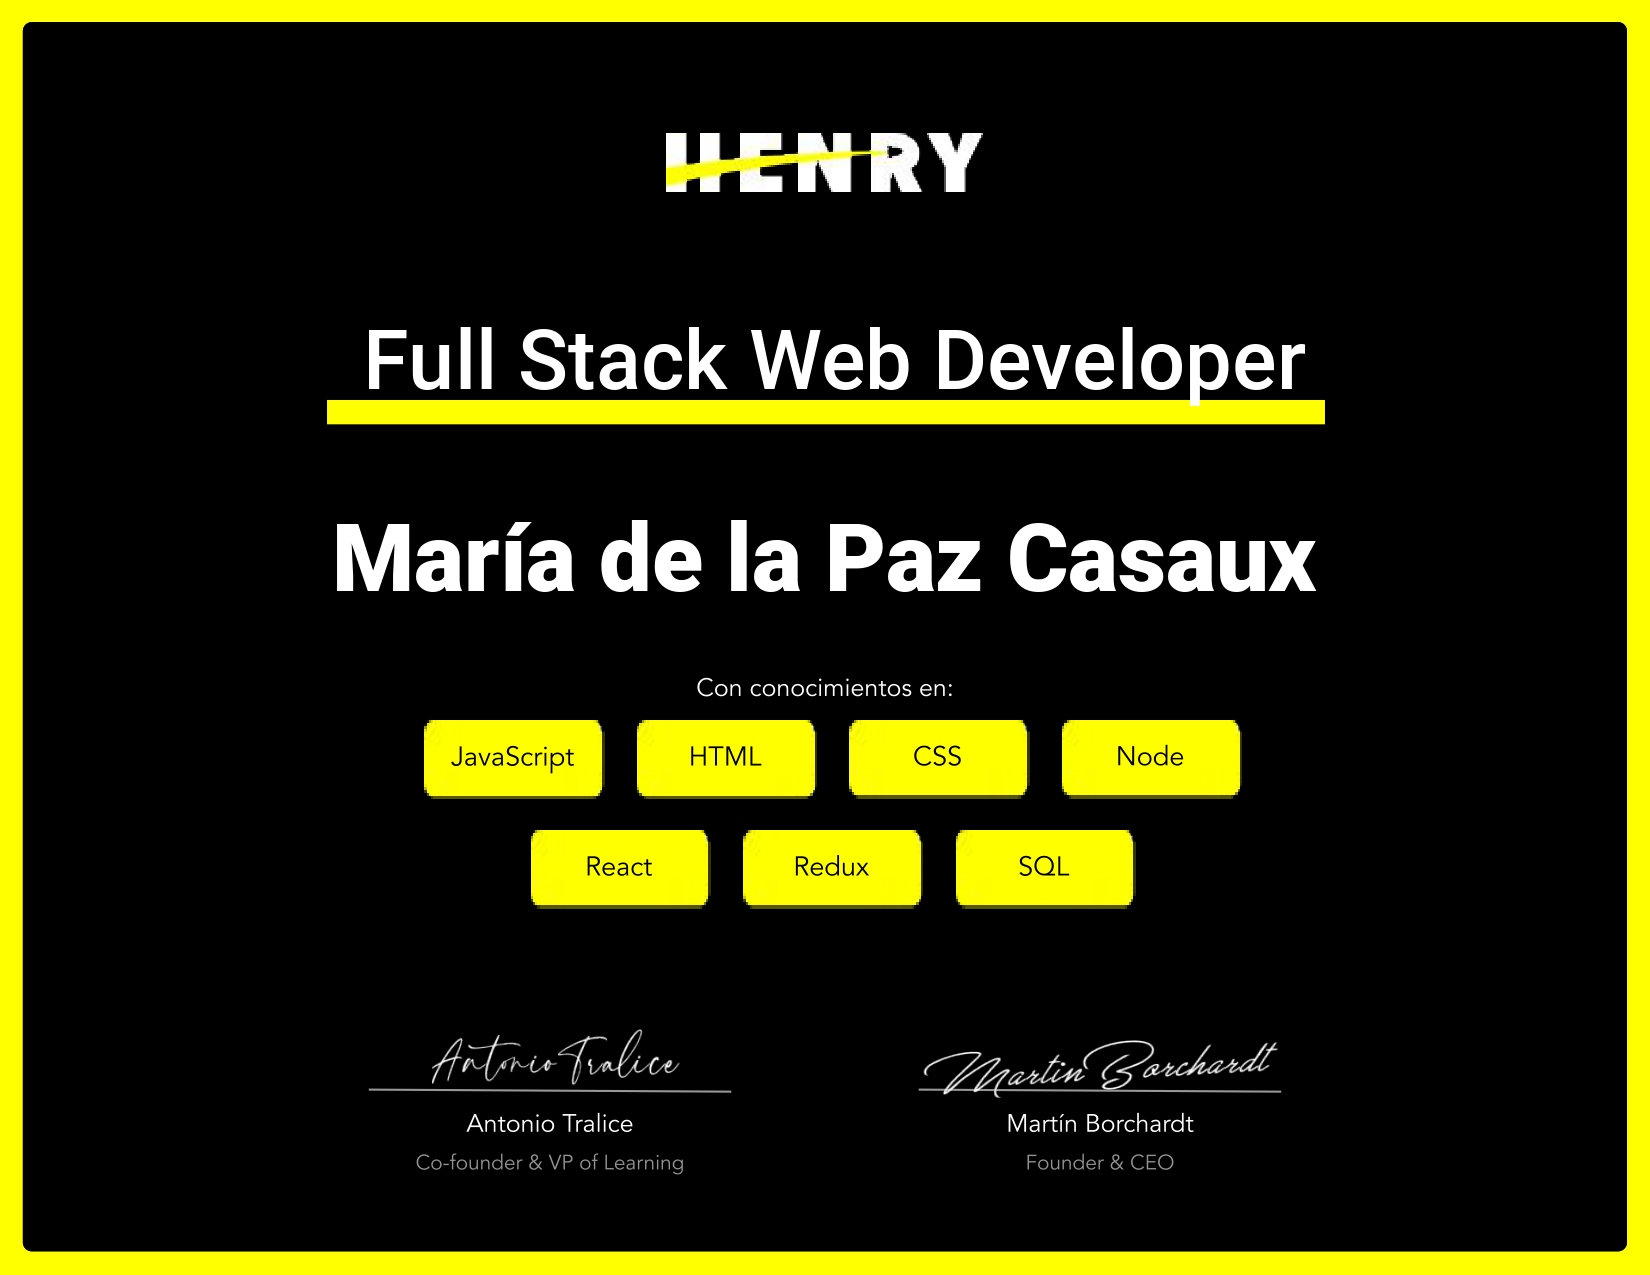 HENRY
Full Stack Web Developer
María de la Paz Casaux
Con conocimientos en:
JavaScript HTML CSS Node
React Redux SQL
Antonio Tralice Martin Borchardt
Antonio Tralice Martín Borchardt
Co-founder & VP of Learning Founder & CEO